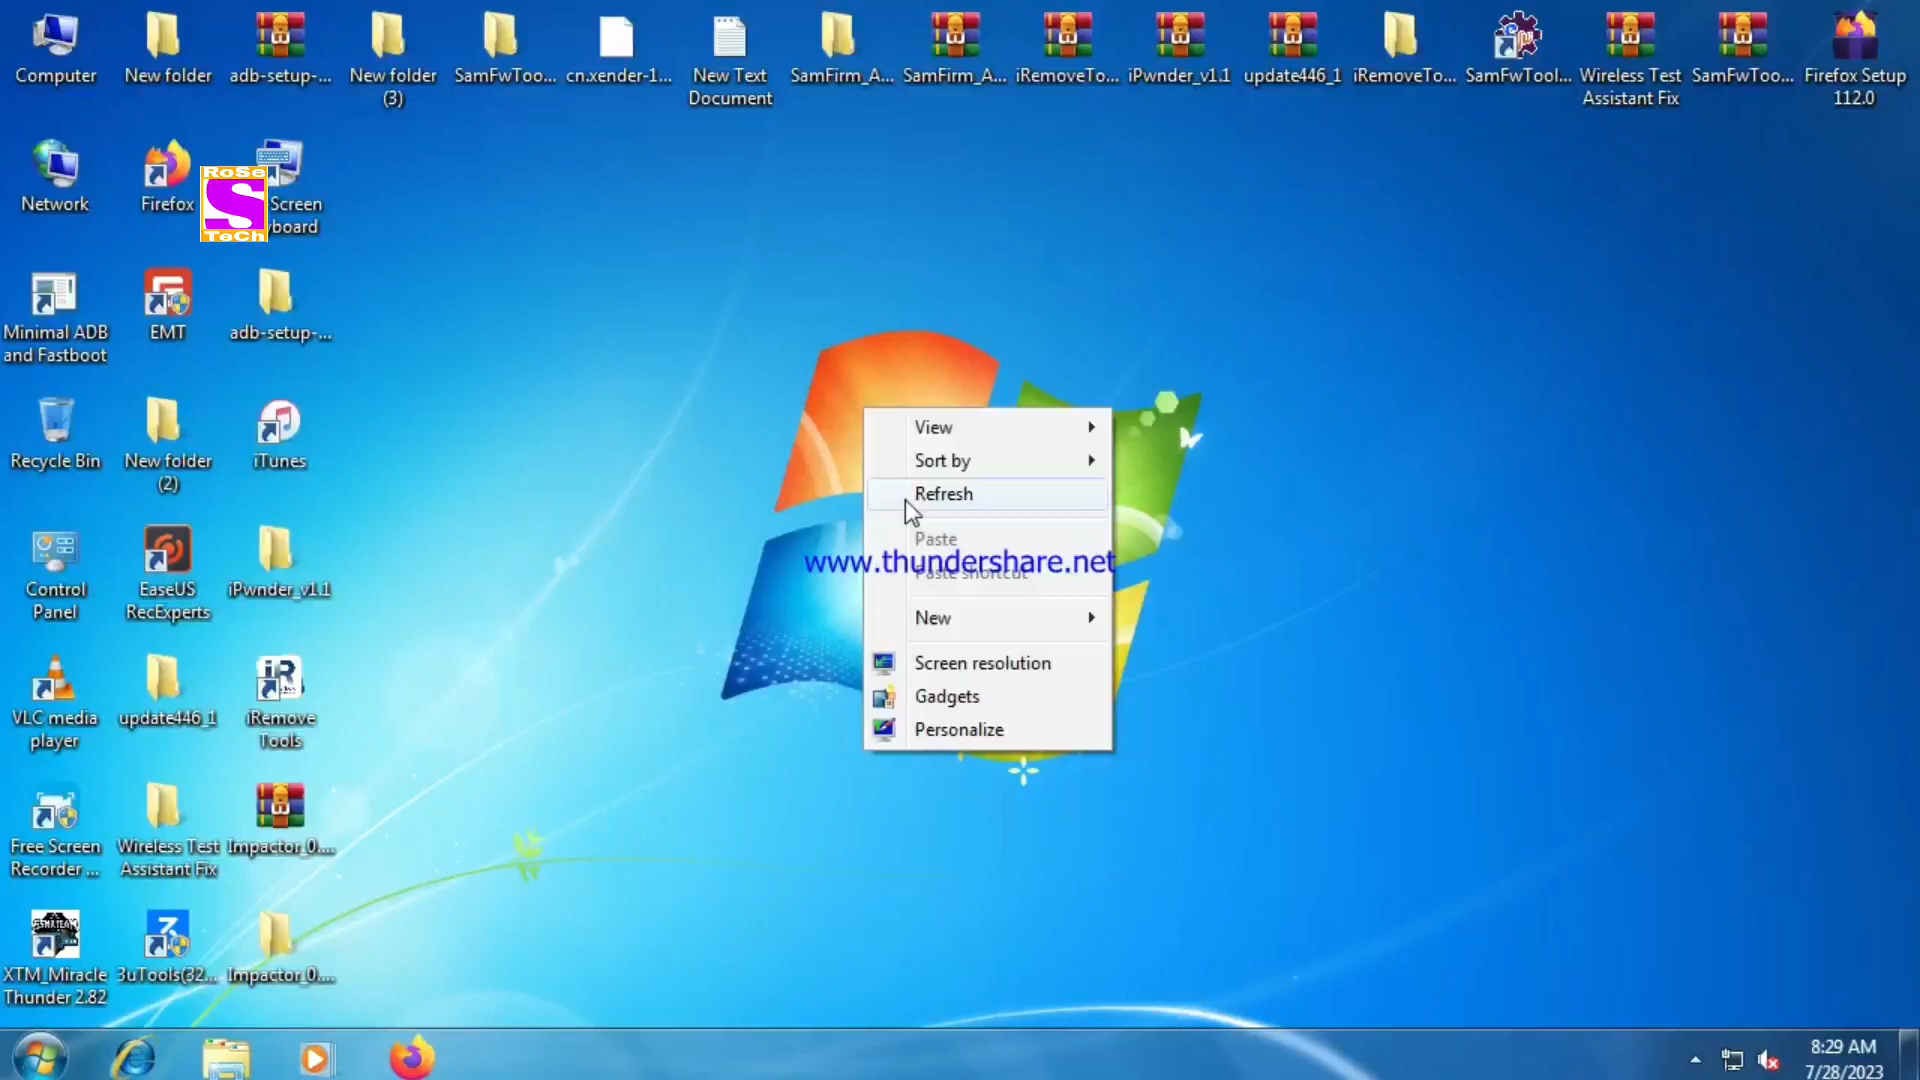 Computer
New folder
adb-setup-...
New folder
(3)
SamFwToo...
cn.xender-1...
New Text
Document
SamFirm_A...
SamFirm_A...
iRemoveTo...
iPwnder_v1.1
update446_1
iRemoveTo...
SamFwTool...
Wireless Test
Assistant Fix
SamFwToo...
Firefox Setup
112.0
Network
Firefox
RoSe
S
TeCh
Screen
yboard
Minimal ADB
and Fastboot
EMT
adb-setup-...
Recycle Bin
New folder
(2)
iTunes
Control
Panel
EaseUS
RecExperts
iPwnder_v1.1
VLC media
player
update446_1
iR
iRemove
Tools
Free Screen
Recorder ...
Wireless Test
Assistant Fix
Impactor_0....
XTM_Miracle
Thunder 2.82
3uTools(32...
Impactor_0....
View
Sort by
Refresh
Paste
www.thundershare.net
Paste shortcut
New
Screen resolution
Gadgets
Personalize
8:29 AM
7/28/2023